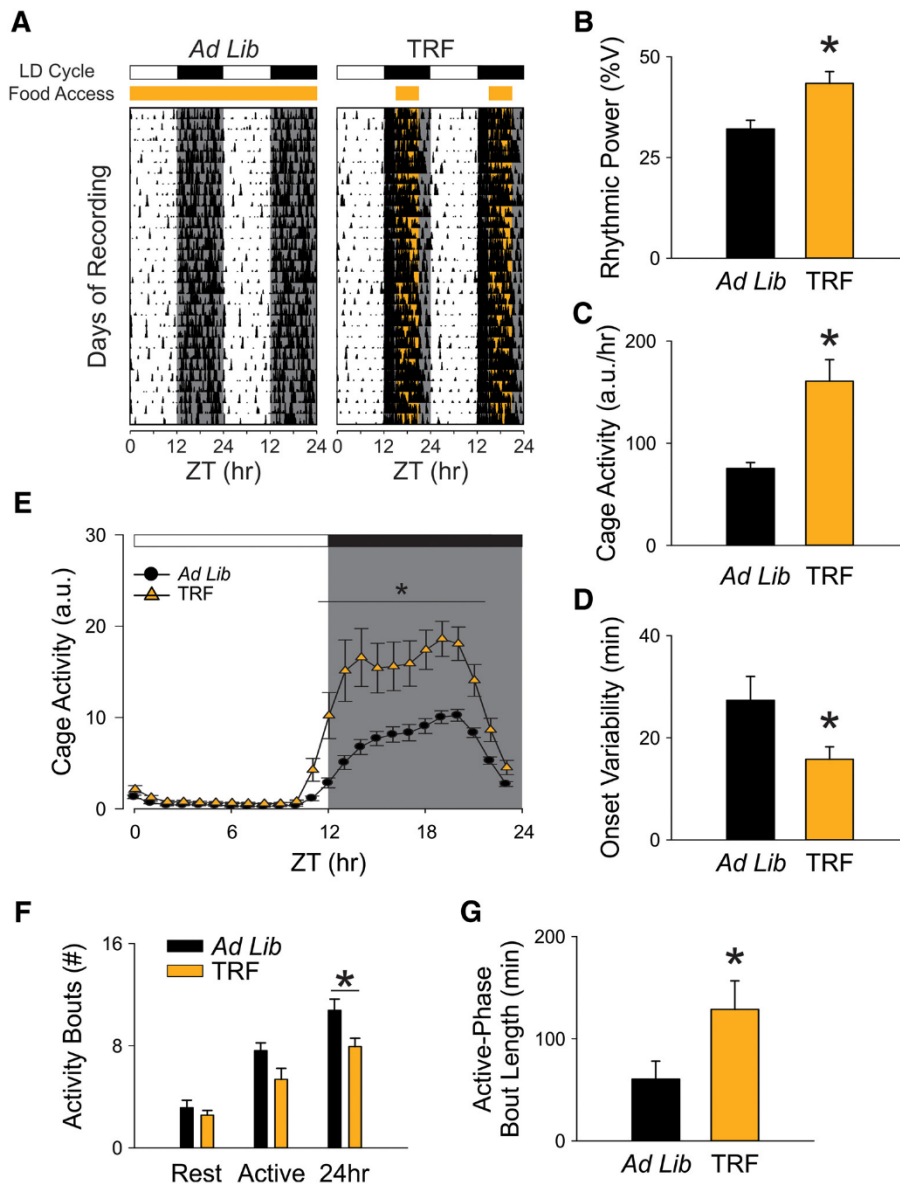 A
Ad Lib
TRF
LD Cycle
Food Access
Days of Recording
0 12 24 12 24
0 12 24 12 24
ZT (hr)
ZT (hr)
B
*
Rhythmic Power (%V)
50
25
0
Ad Lib TRF
C
*
Cage Activity (a.u./hr)
200
100
0
Ad Lib TRF
D
*
Onset Variability (min)
40
20
0
Ad Lib TRF
E
Cage Activity (a.u.)
30
20
10
0
Ad Lib
TRF
*
0 6 12 18 24
ZT (hr)
F
Activity Bouts (#)
16
8
0
Ad Lib
TRF
*
Rest Active 24hr
G
*
Active-Phase
Bout Length (min)
200
100
0
Ad Lib TRF